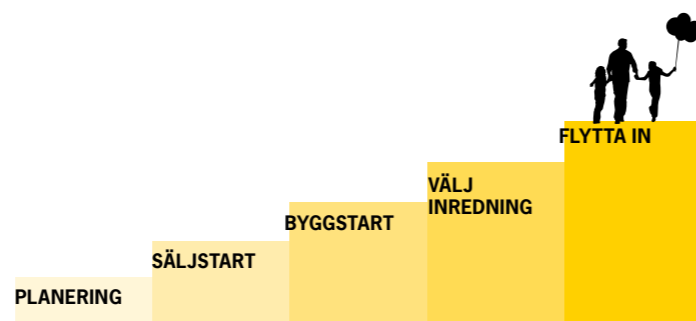 PLANERING
SÄLJSTART
BYGGSTART
VÄLJ
INREDNING
FLYTTA IN